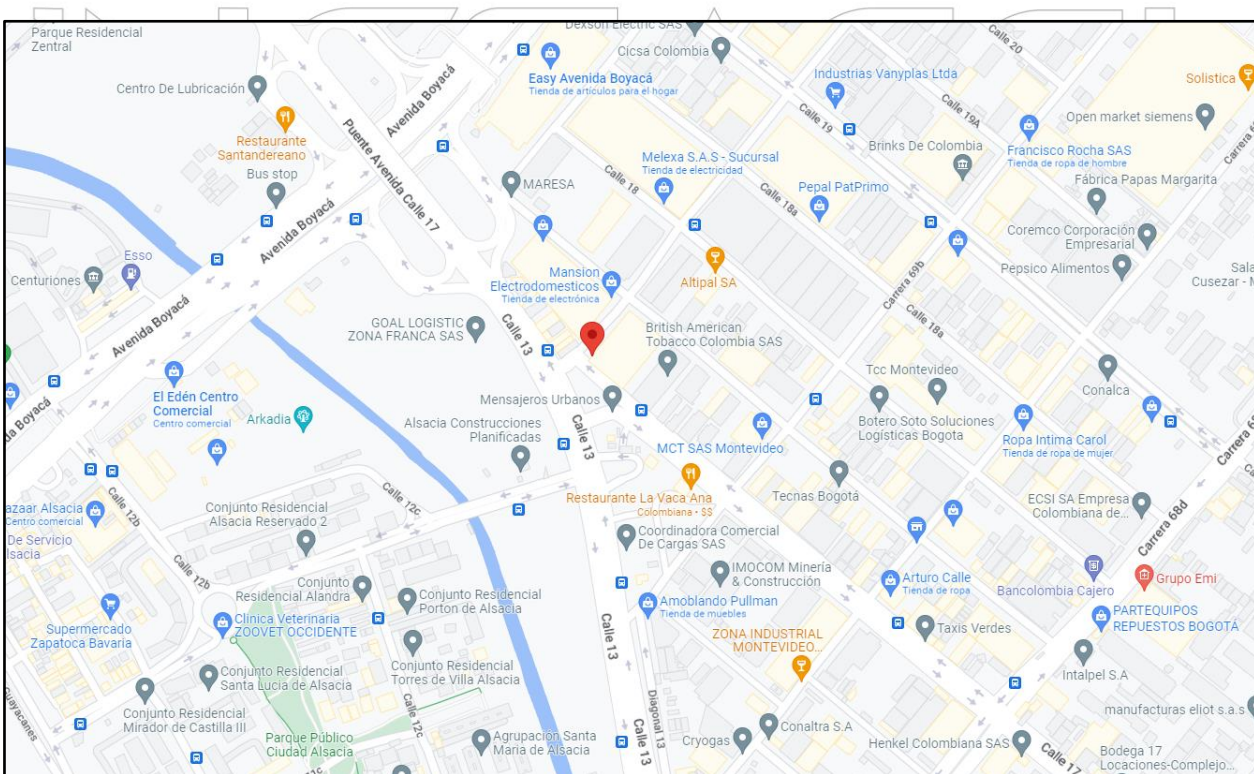 Parque Residencial
Zentral
Dexson Electric SAS
Cicsa Colombia
Calle 20
Centro De Lubricación
Avenida Boyacá
Easy Avenida Boyacá
Tienda de artículos para el hogar
Industrias Vanyplas Ltda
Solistica
Calle 19
Calle 19A
Open market siemens
Puente Avenida Calle 17
Restaurante
Santandereano
Bus stop
Brinks De Colombia
Francisco Rocha SAS
Tienda de ropa de hombre
Melexa S.A.S - Sucursal
Tienda de electricidad
MARESA
Calle 18
Pepal PatPrimo
Calle 18a
Fábrica Papas Margarita
Avenida Boyacá
Coremco Corporación
Empresarial
Esso
Centuriones
Mansion
Electrodomesticos
Tienda de electrónica
Altipal SA
Carrera 69b
Pepsico Alimentos
Cusezar -
Avenida Boyacá
GOAL LOGISTIC
ZONA FRANCA SAS
Calle 13
British American
Tobacco Colombia SAS
Calle 18a
Tcc Montevideo
Conalca
El Edén Centro
Comercial
Centro comercial
Arkadia
Mensajeros Urbanos
Alsacia Construcciones
Planificadas
Calle 13
MCT SAS Montevideo
Botero Soto Soluciones
Logísticas Bogota
Ropa Intima Carol
Tienda de ropa de mujer
Restaurante La Vaca Ana
Colombiana · $$
Tecnas Bogotá
ECSI SA Empresa
Colombiana de...
Calle 12b
Calle 12c
Conjunto Residencial
Alsacia Reservado 2
Coordinadora Comercial
De Cargas SAS
Carrera 68d
De Servicio
Calle 12b
Conjunto
Residencial Alandra
Conjunto Residencial
Porton de Alsacia
IMOCOM Minería
& Construcción
Arturo Calle
Tienda de ropa
Bancolombia Cajero
Grupo Emi
Supermercado
Zapatoca Bavaria
Clínica Veterinaria
ZOOVET OCCIDENTE
Amoblando Pullman
Tienda de muebles
Taxis Verdes
PARTEQUIPOS
REPUESTOS BOGOTÁ
Calle 13
ZONA INDUSTRIAL
MONTEVIDEO...
Conjunto Residencial
Santa Lucia de Alsacia
Conjunto Residencial
Torres de Villa Alsacia
Intalpel S.A
Conjunto Residencial
Mirador de Castilla III
Diagonal 13
manufacturas eliot s.a.s
Parque Público
Ciudad Alsacia
Calle 12c
Agrupación Santa
Maria de Alsacia
Calle 13
Cryogas
Conaltra S.A
Henkel Colombiana SAS
Calle 17
Bodega 17
Locaciones-Complejo...